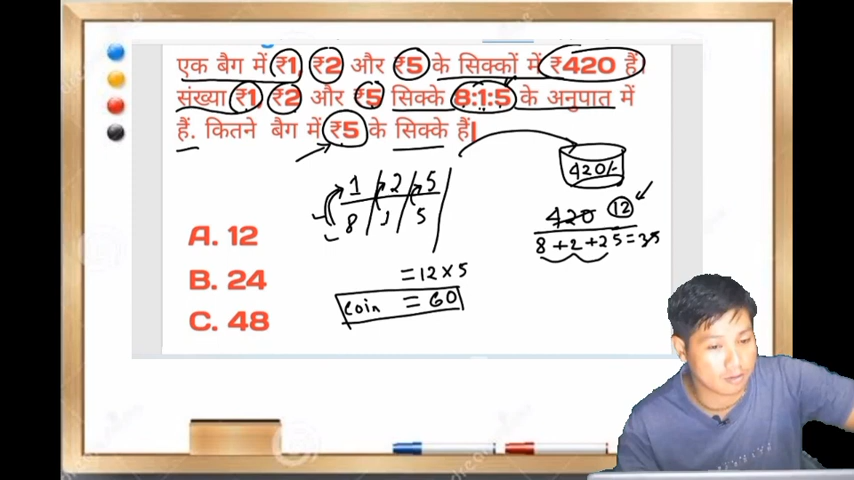 एक बैग में ₹1, ₹2 और ₹5 के सिक्कों में ₹420 हैं।
संख्या ₹1 ₹2 और ₹5 सिक्के 8:1:5 के अनुपात में
हैं. कितने बैग में ₹5 के सिक्के हैं।
420/-
1 2 5
8 1 5
420 12
8 + 2 + 25 = 35
A. 12
= 12 × 5
B. 24
coin = 60
C. 48